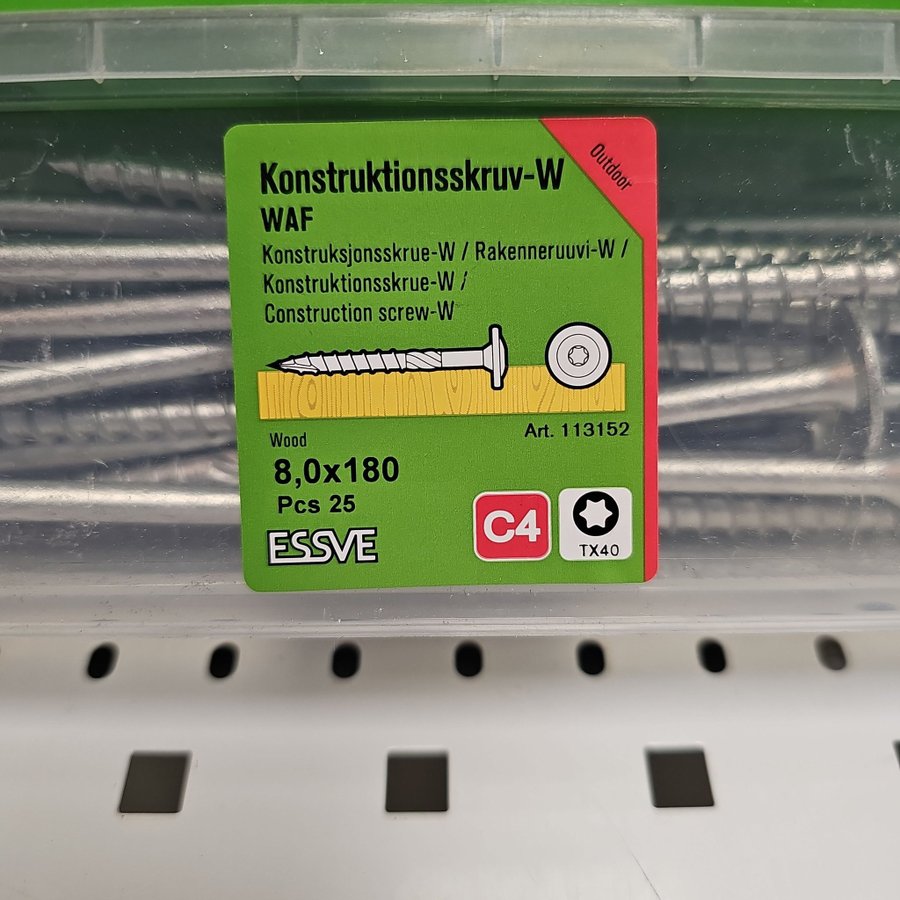 Outdoor
Konstruktionsskruv-W
WAF
Konstruksjonsskrue-W / Rakenneruuvi-W /
Konstruktionsskrue-W /
Construction screw-W
Wood
Art. 113152
8,0x180
Pcs 25
ESSVE
C4
TX40